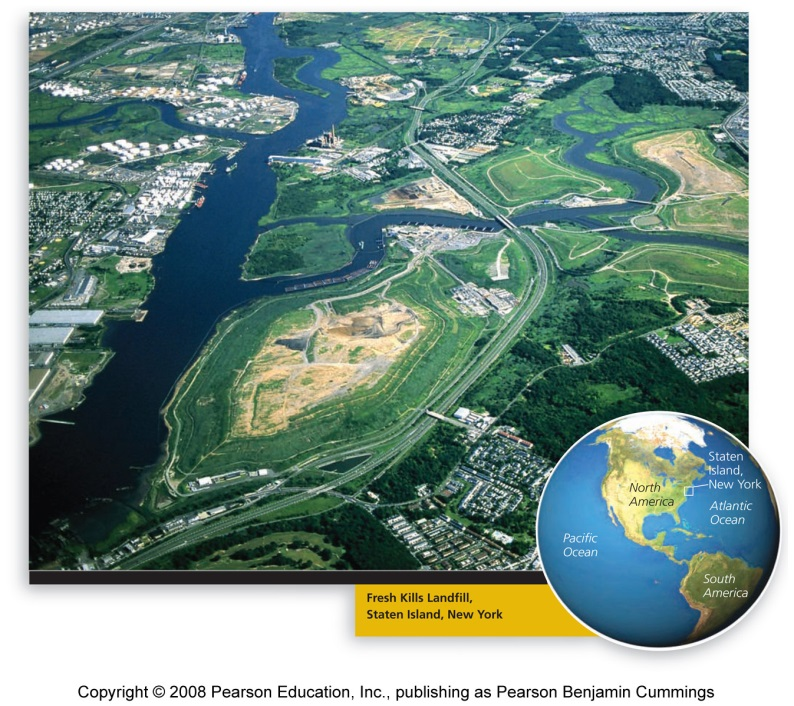 Staten
Island,
New York
North
America
Atlantic
Ocean
Pacific
Ocean
South
America
Fresh Kills Landfill,
Staten Island, New York
Copyright © 2008 Pearson Education, Inc., publishing as Pearson Benjamin Cummings